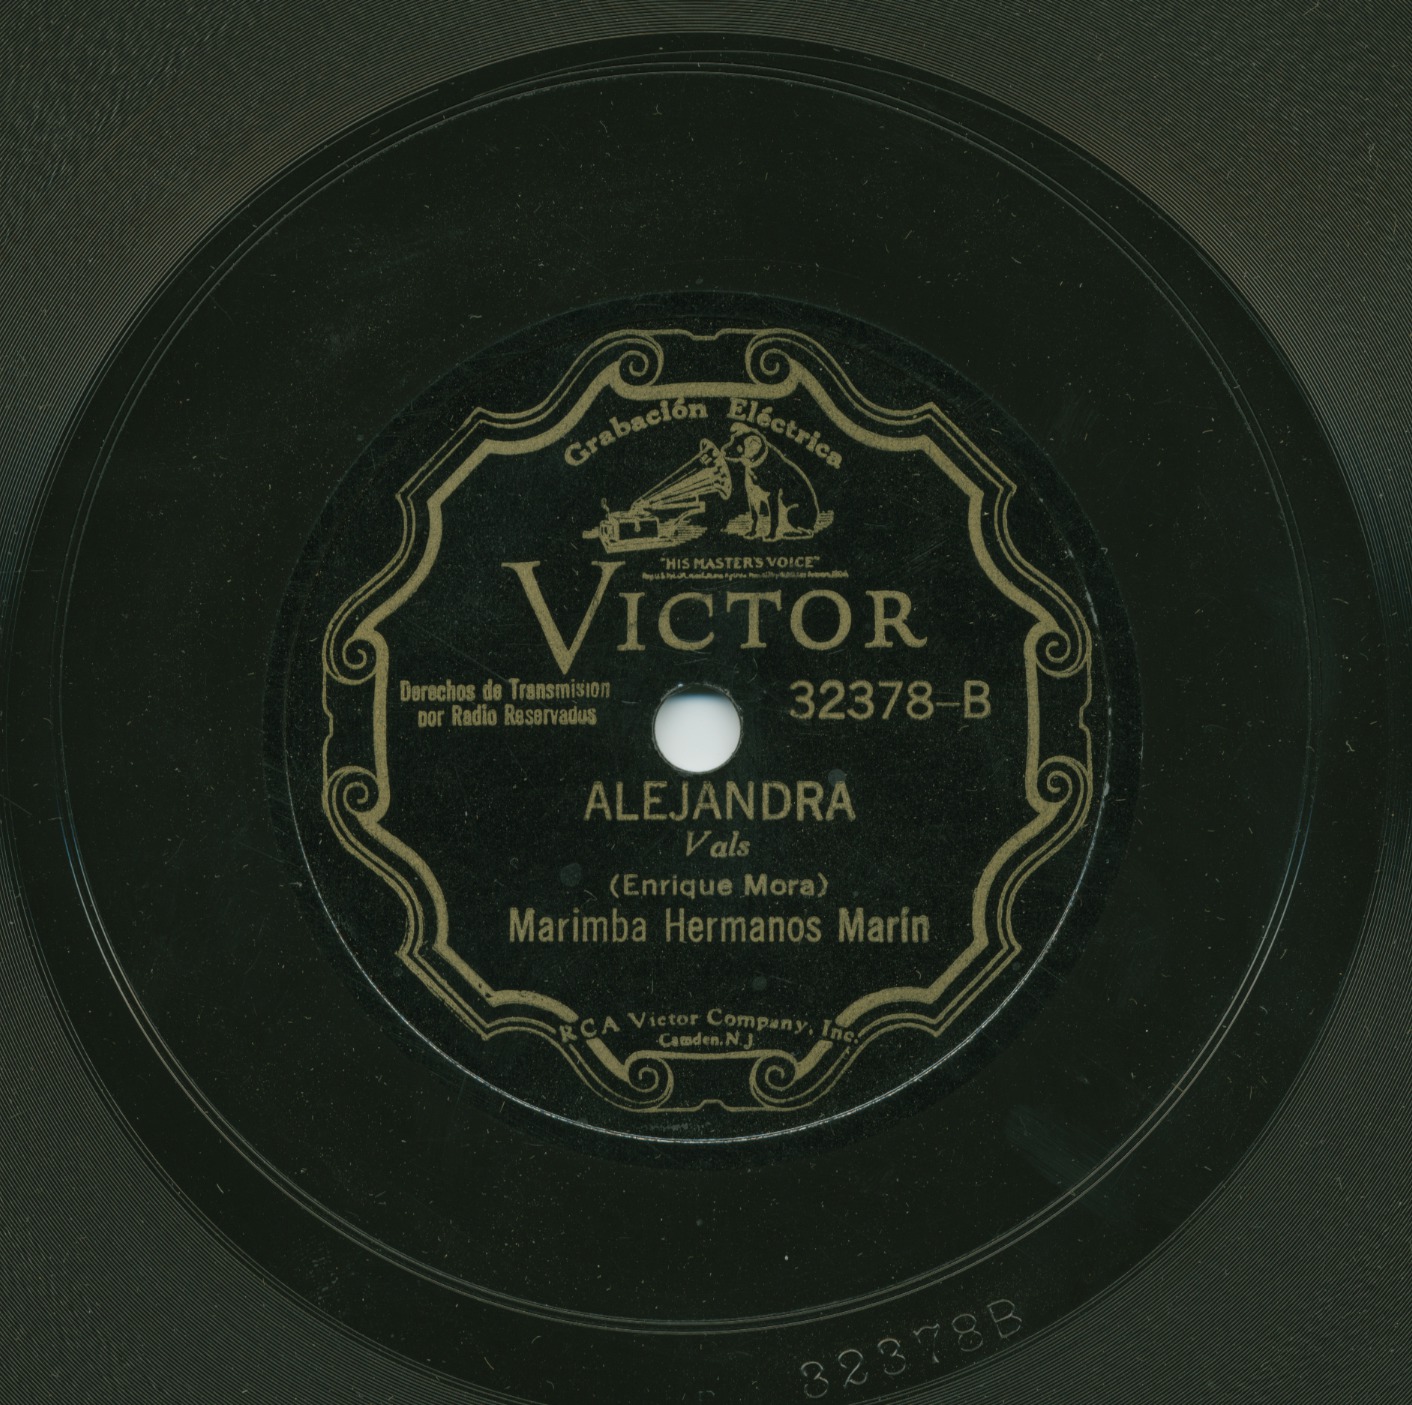 Grabación Eléctrica
"HIS MASTER'S VOICE"
VICTOR
Derechos de Transmision
por Radio Reservados
32378-B
ALEJANDRA
Vals
(Enrique Mora)
Marimba Hermanos Marín
RCA Victor Company, Inc.
Camden, N.J.
32378B